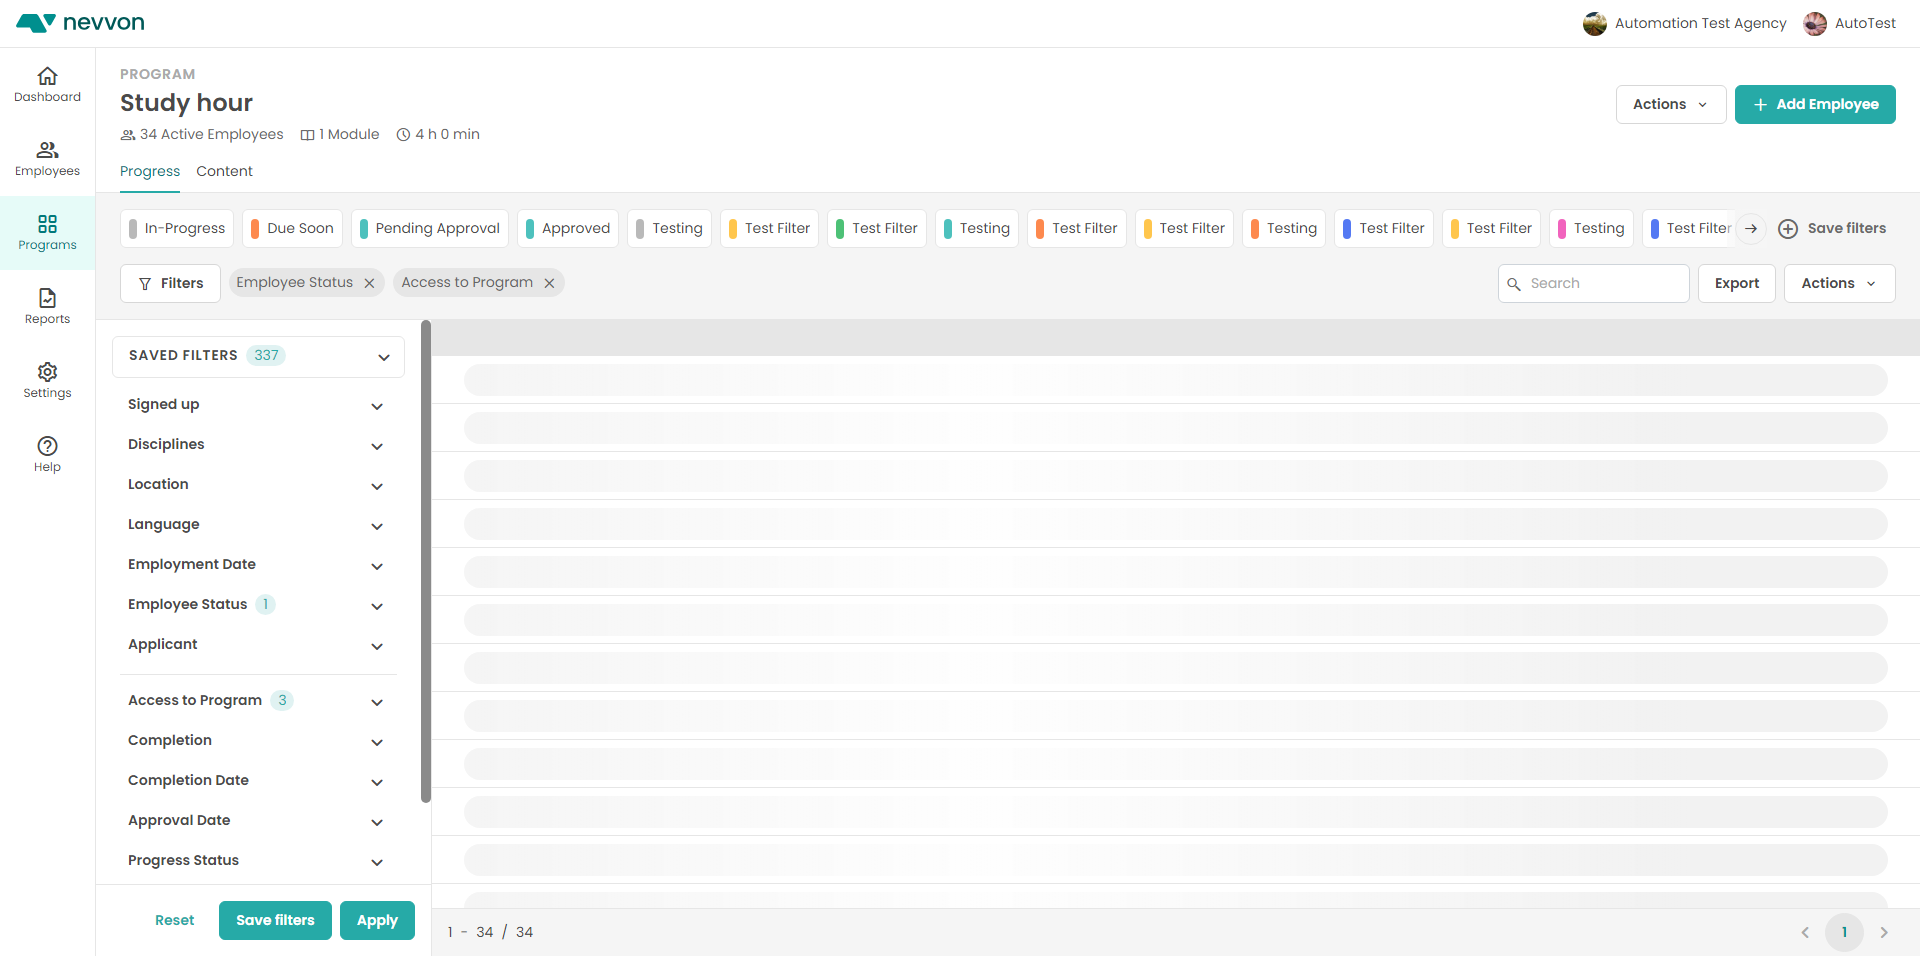 nevvon
Automation Test Agency
AutoTest
Dashboard
Employees
Programs
Reports
Settings
Help
PROGRAM
Study hour
34 Active Employees 1 Module 4 h 0 min
Actions
Add Employee
Progress Content
In-Progress Due Soon Pending Approval Approved Testing Test Filter Test Filter Testing Test Filter Test Filter Testing Test Filter Test Filter Testing Test Filter Save filters
Filters Employee Status Access to Program Search Export Actions
SAVED FILTERS 337
Signed up
Disciplines
Location
Language
Employment Date
Employee Status 1
Applicant
Access to Program 3
Completion
Completion Date
Approval Date
Progress Status
Reset Save filters Apply
1 - 34 / 34
1